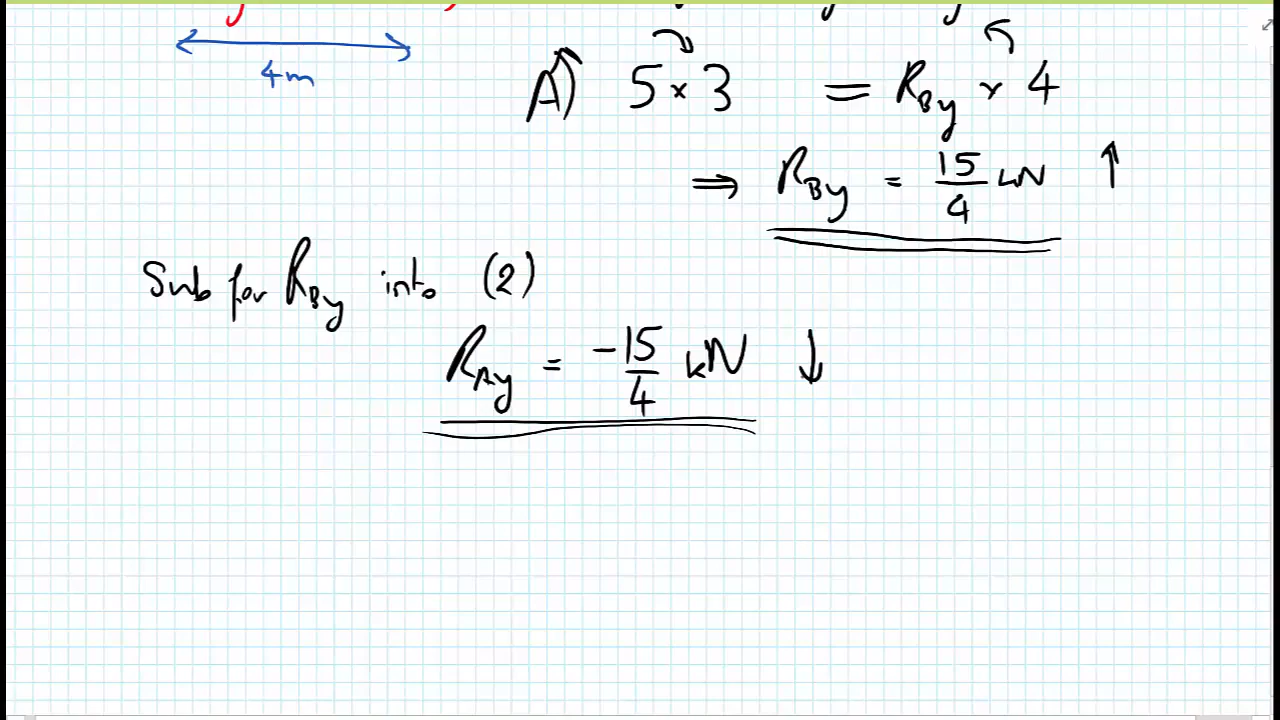 4m
A) 5 × 3 = R_By × 4
⇒ R_By = 15/4 kN ↑
Sub for R_By into (2)
R_Ay = -15/4 kN ↓